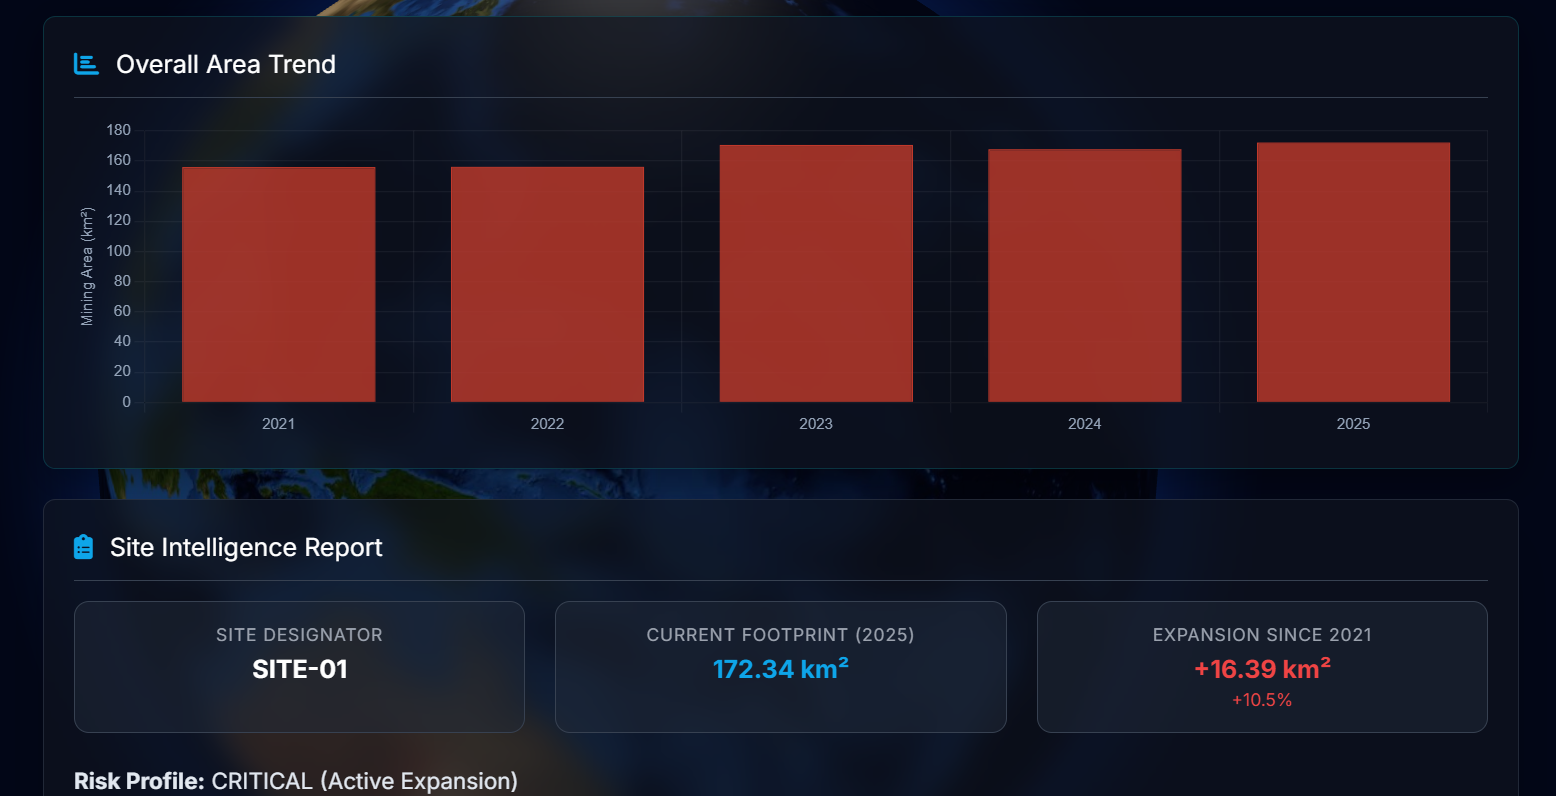 Overall Area Trend
180
160
140
120
100
80
60
40
20
0
Mining Area (km²)
2021 2022 2023 2024 2025
Site Intelligence Report
SITE DESIGNATOR
SITE-01
CURRENT FOOTPRINT (2025)
172.34 km²
EXPANSION SINCE 2021
+16.39 km²
+10.5%
Risk Profile: CRITICAL (Active Expansion)